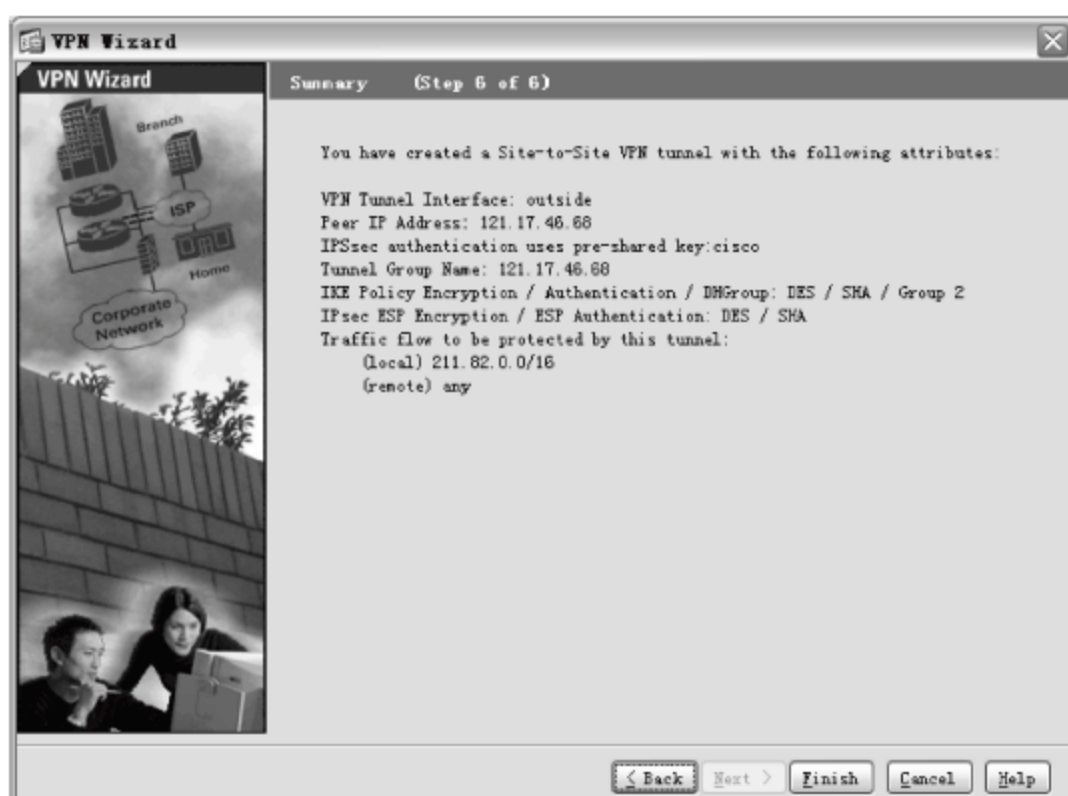 VPN Wizard
VPN Wizard
Summary (Step 6 of 6)
Branch
ISP
Home
Corporate
Network
You have created a Site-to-Site VPN tunnel with the following attributes:
VPN Tunnel Interface: outside
Peer IP Address: 121.17.46.68
IPSsec authentication uses pre-shared key:cisco
Tunnel Group Name: 121.17.46.68
IKE Policy Encryption / Authentication / DHGroup: DES / SHA / Group 2
IPsec ESP Encryption / ESP Authentication: DES / SHA
Traffic flow to be protected by this tunnel:
(local) 211.82.0.0/16
(remote) any
< Back Next > Finish Cancel Help